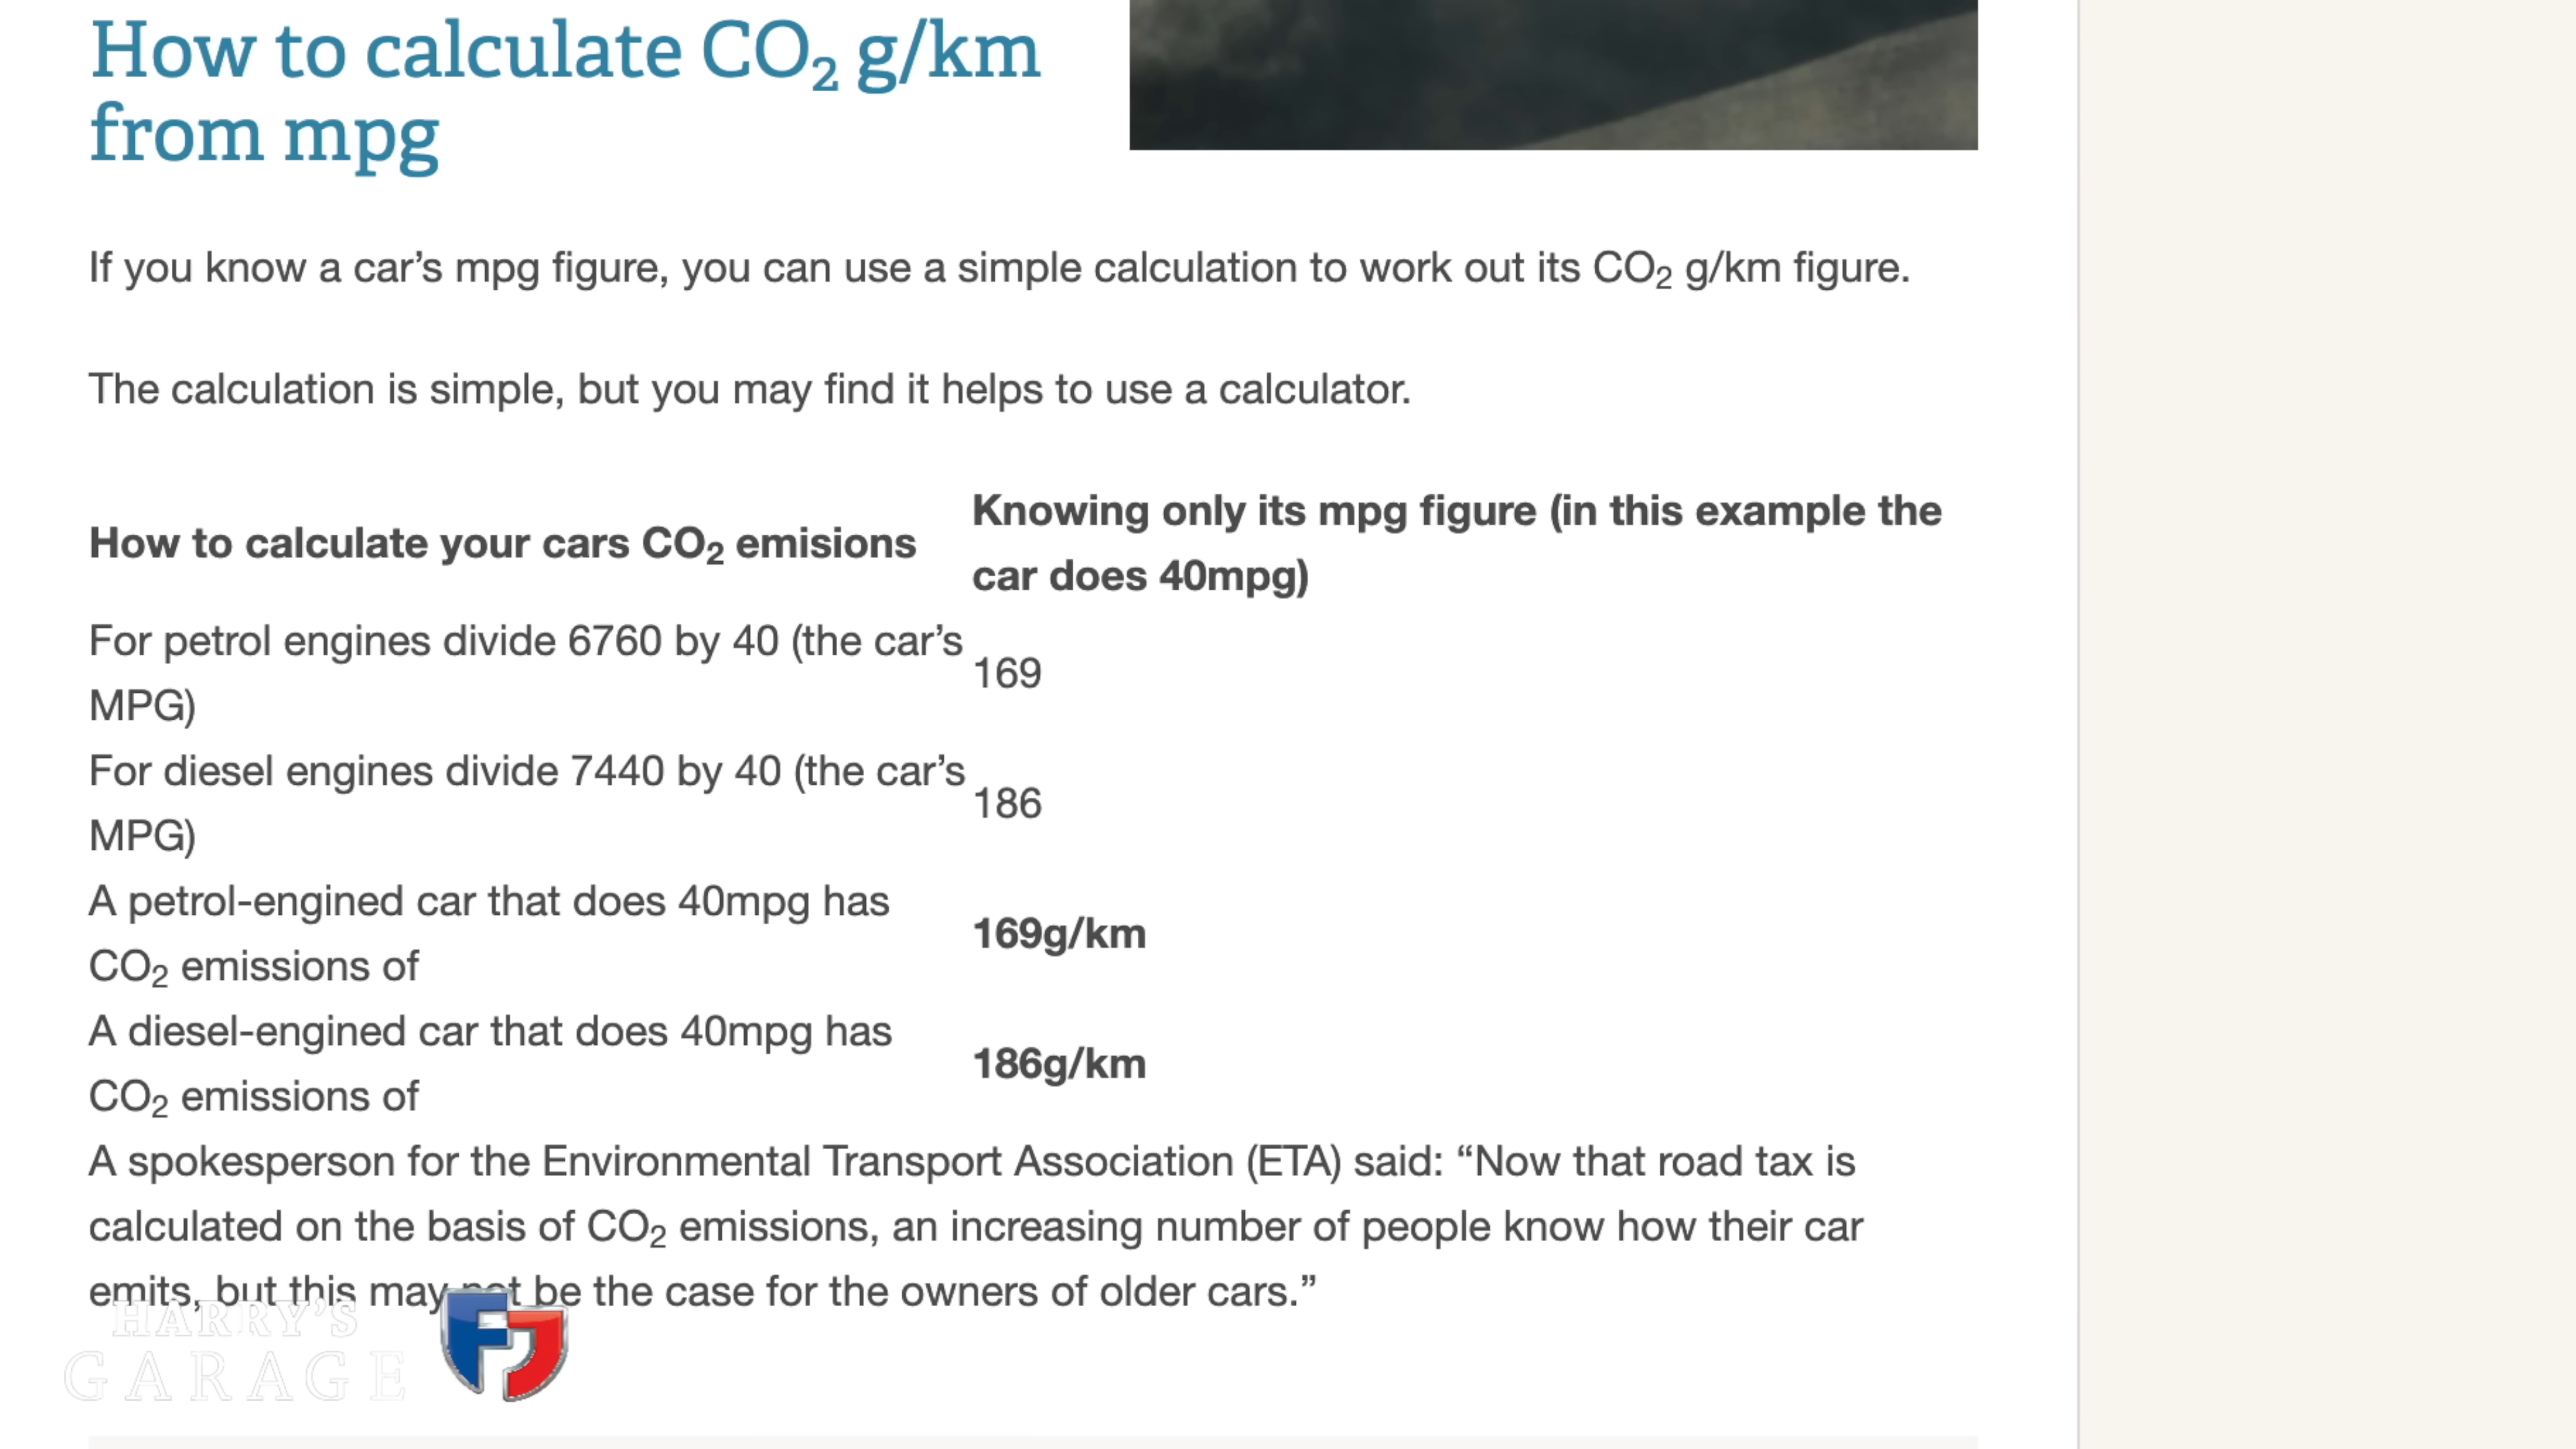 How to calculate CO₂ g/km
from mpg
If you know a car’s mpg figure, you can use a simple calculation to work out its CO₂ g/km figure.
The calculation is simple, but you may find it helps to use a calculator.
How to calculate your cars CO₂ emisions
Knowing only its mpg figure (in this example the
car does 40mpg)
For petrol engines divide 6760 by 40 (the car’s
MPG)
169
For diesel engines divide 7440 by 40 (the car’s
MPG)
186
A petrol-engined car that does 40mpg has
CO₂ emissions of
169g/km
A diesel-engined car that does 40mpg has
CO₂ emissions of
186g/km
A spokesperson for the Environmental Transport Association (ETA) said: “Now that road tax is
calculated on the basis of CO₂ emissions, an increasing number of people know how their car
emits, but this may not be the case for the owners of older cars.”
HARRY’S
GARAGE